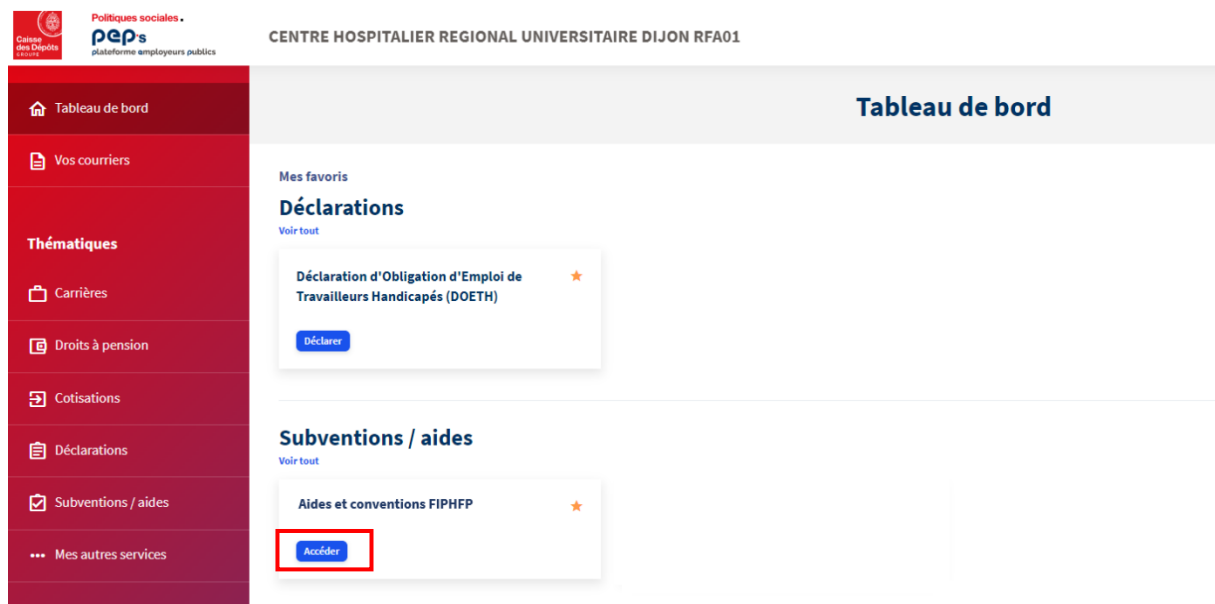 Caisse
des Dépôts
GROUPE
Politiques sociales.
pep's
plateforme employeurs publics
CENTRE HOSPITALIER REGIONAL UNIVERSITAIRE DIJON RFA01
Tableau de bord
Vos courriers
Thématiques
Carrières
Droits à pension
Cotisations
Déclarations
Subventions / aides
Mes autres services
Tableau de bord
Mes favoris
Déclarations
Voir tout
Déclaration d'Obligation d'Emploi de
Travailleurs Handicapés (DOETH)
Déclarer
Subventions / aides
Voir tout
Aides et conventions FIPHFP
Accéder